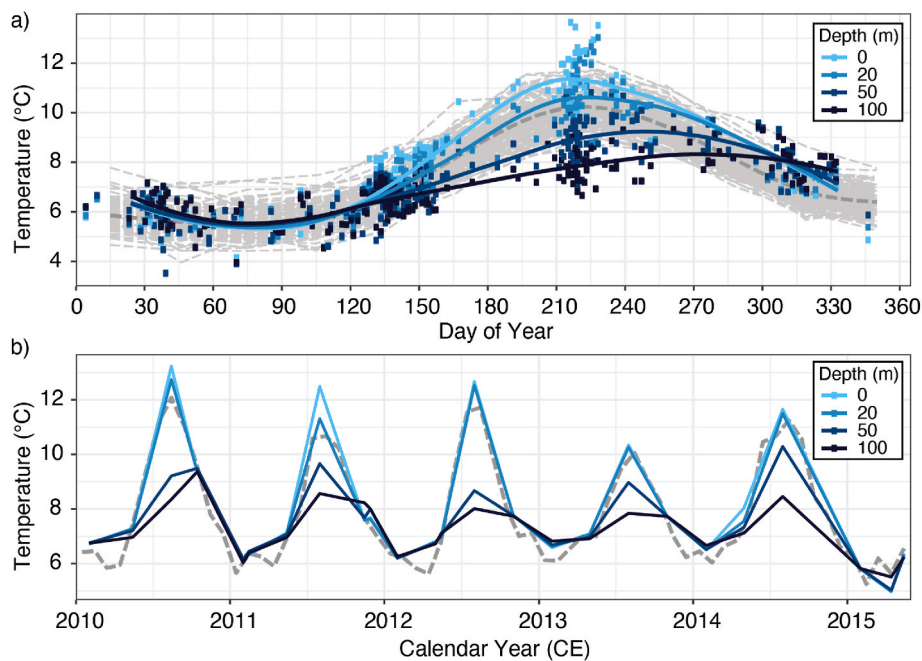 a)
Temperature (°C)
12
10
8
6
4
Depth (m)
0
20
50
100
0 30 60 90 120 150 180 210 240 270 300 330 360
Day of Year
b)
Temperature (°C)
12
10
8
6
Depth (m)
0
20
50
100
2010 2011 2012 2013 2014 2015
Calendar Year (CE)